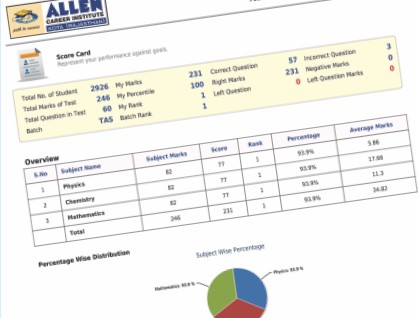 ALLEN
CAREER INSTITUTE
KOTA (RAJASTHAN)
Score Card
Represent your performance against goals.
Total No. of Student 2926 My Marks 231 Correct Question 57 Incorrect Question 3
Total Marks of Test 246 My Percentile 100 Right Marks 231 Negative Marks 0
Total Question in Test 60 My Rank 1 Left Question 0 Left Question Marks 0
Batch TAS Batch Rank 1
Overview
S.No Subject Name Subject Marks Score Rank Percentage Average Marks
1 Physics 82 77 1 93.9% 5.86
2 Chemistry 82 77 1 93.9% 17.66
3 Mathematics 82 77 1 93.9% 11.3
Total 246 231 1 93.9% 34.82
Percentage Wise Distribution
Subject Wise Percentage
Mathematics: 93.9 %
Physics: 93.9 %